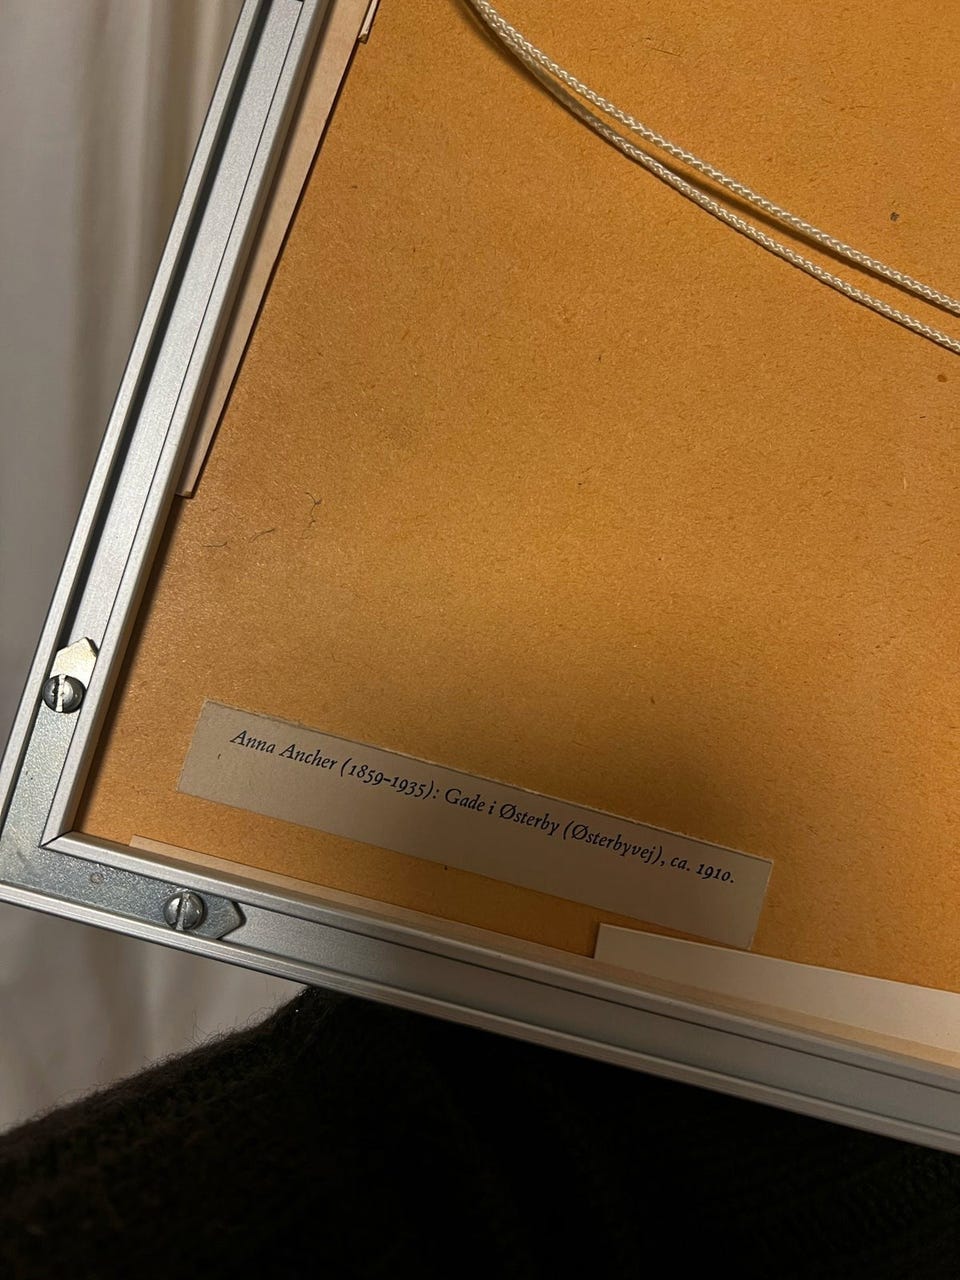 Anna Ancher (1859–1935): Gade i Østerby (Østerbyvej), ca. 1910.